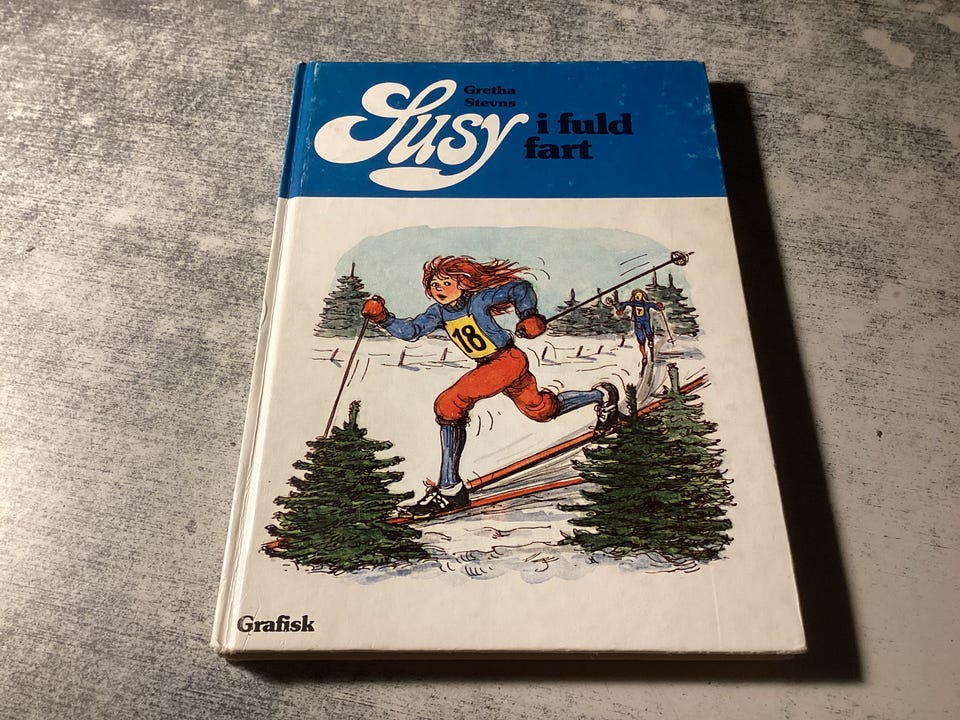 Gretha
Stevns
Susy i fuld
fart
18
7
Grafisk